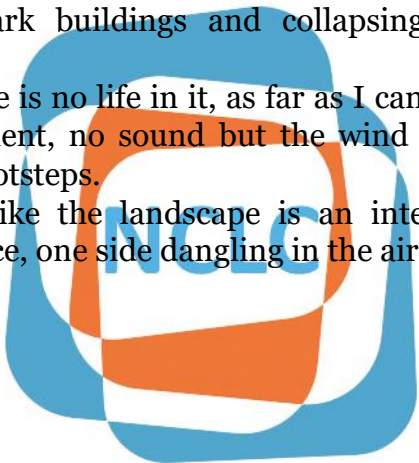 ark buildings and collapsing
e is no life in it, as far as I can
ent, no sound but the wind
otsteps.
ike the landscape is an inte
ce, one side dangling in the air
NCLC